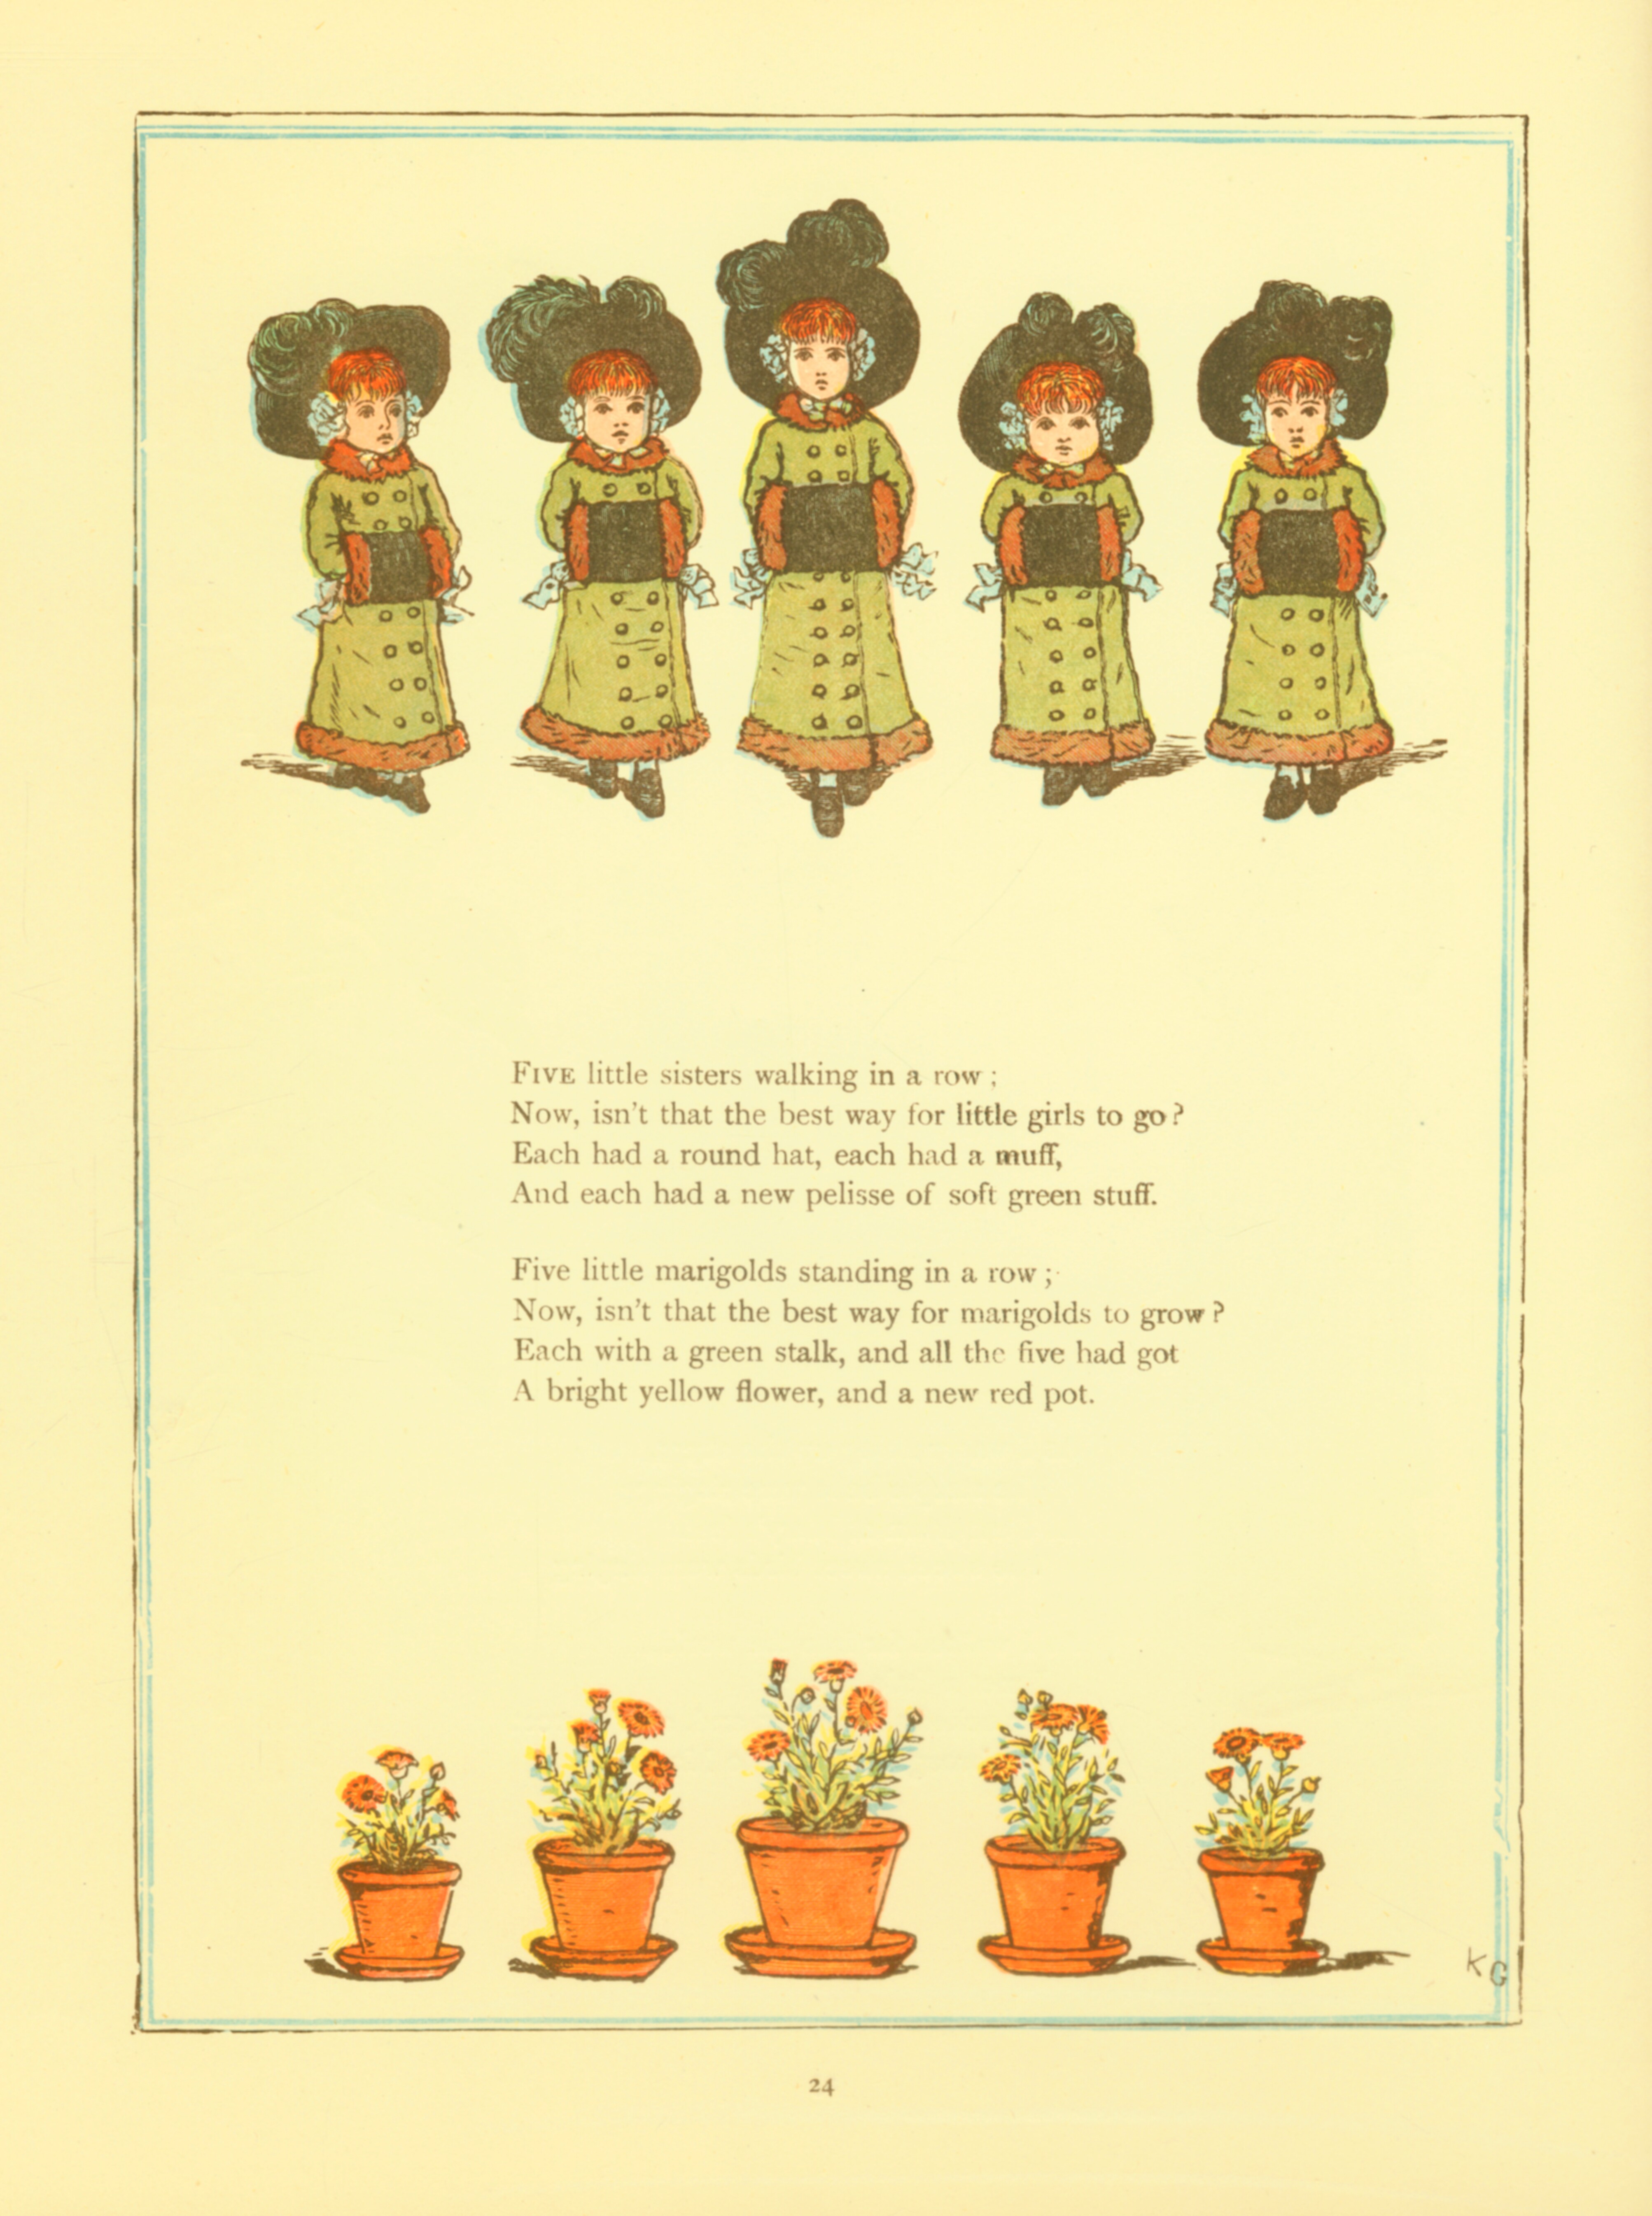 FIVE little sisters walking in a row ;
Now, isn't that the best way for little girls to go ?
Each had a round hat, each had a muff,
And each had a new pelisse of soft green stuff.
Five little marigolds standing in a row ;
Now, isn't that the best way for marigolds to grow ?
Each with a green stalk, and all the five had got
A bright yellow flower, and a new red pot.
K G
24